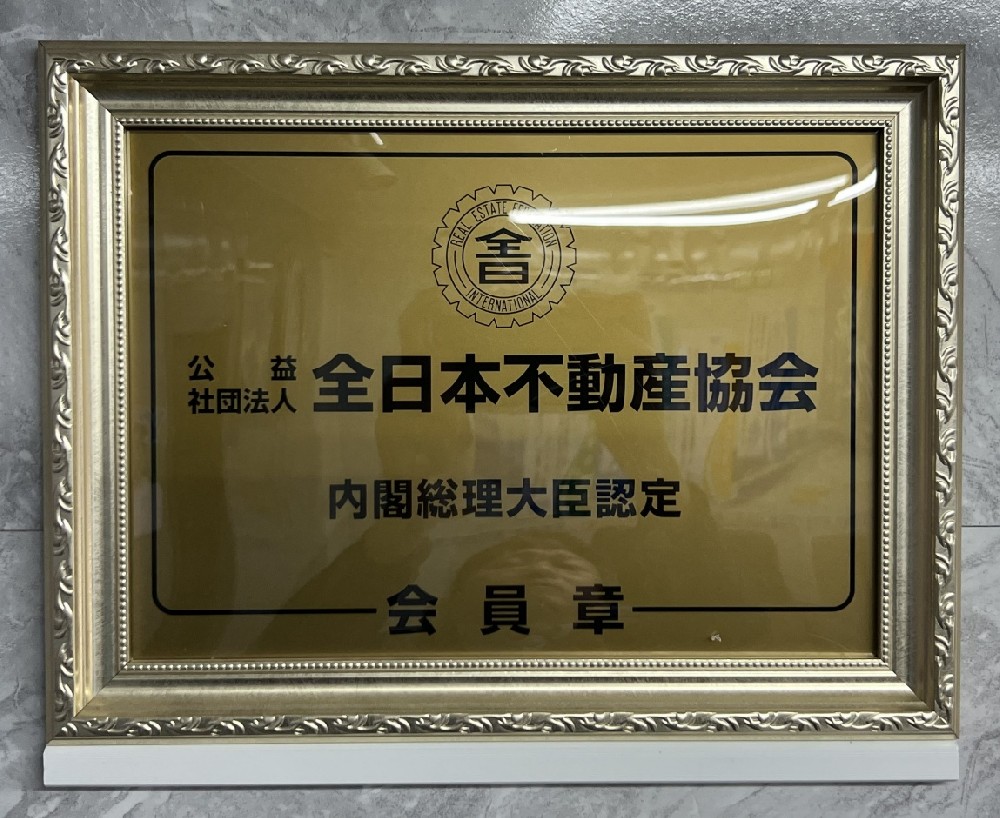 REAL ESTATE FEDERATION
全日
INTERNATIONAL
公益
社団法人 全日本不動産協会
内閣総理大臣認定
会員章